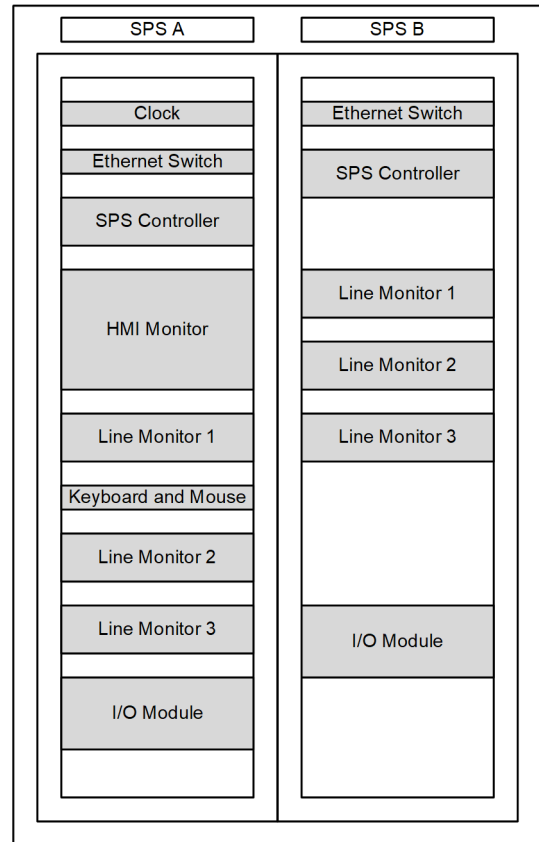 SPS A
SPS B
Clock
Ethernet Switch
SPS Controller
HMI Monitor
Line Monitor 1
Keyboard and Mouse
Line Monitor 2
Line Monitor 3
I/O Module
Ethernet Switch
SPS Controller
Line Monitor 1
Line Monitor 2
Line Monitor 3
I/O Module